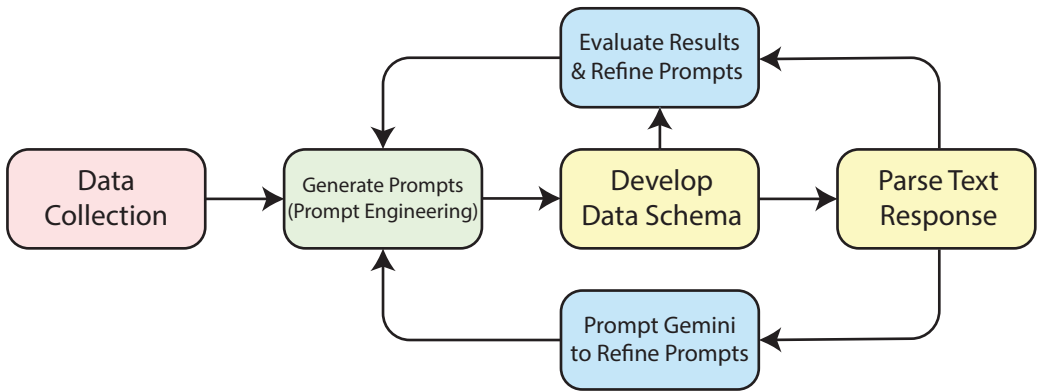 Evaluate Results
& Refine Prompts
Data
Collection
Generate Prompts
(Prompt Engineering)
Develop
Data Schema
Parse Text
Response
Prompt Gemini
to Refine Prompts